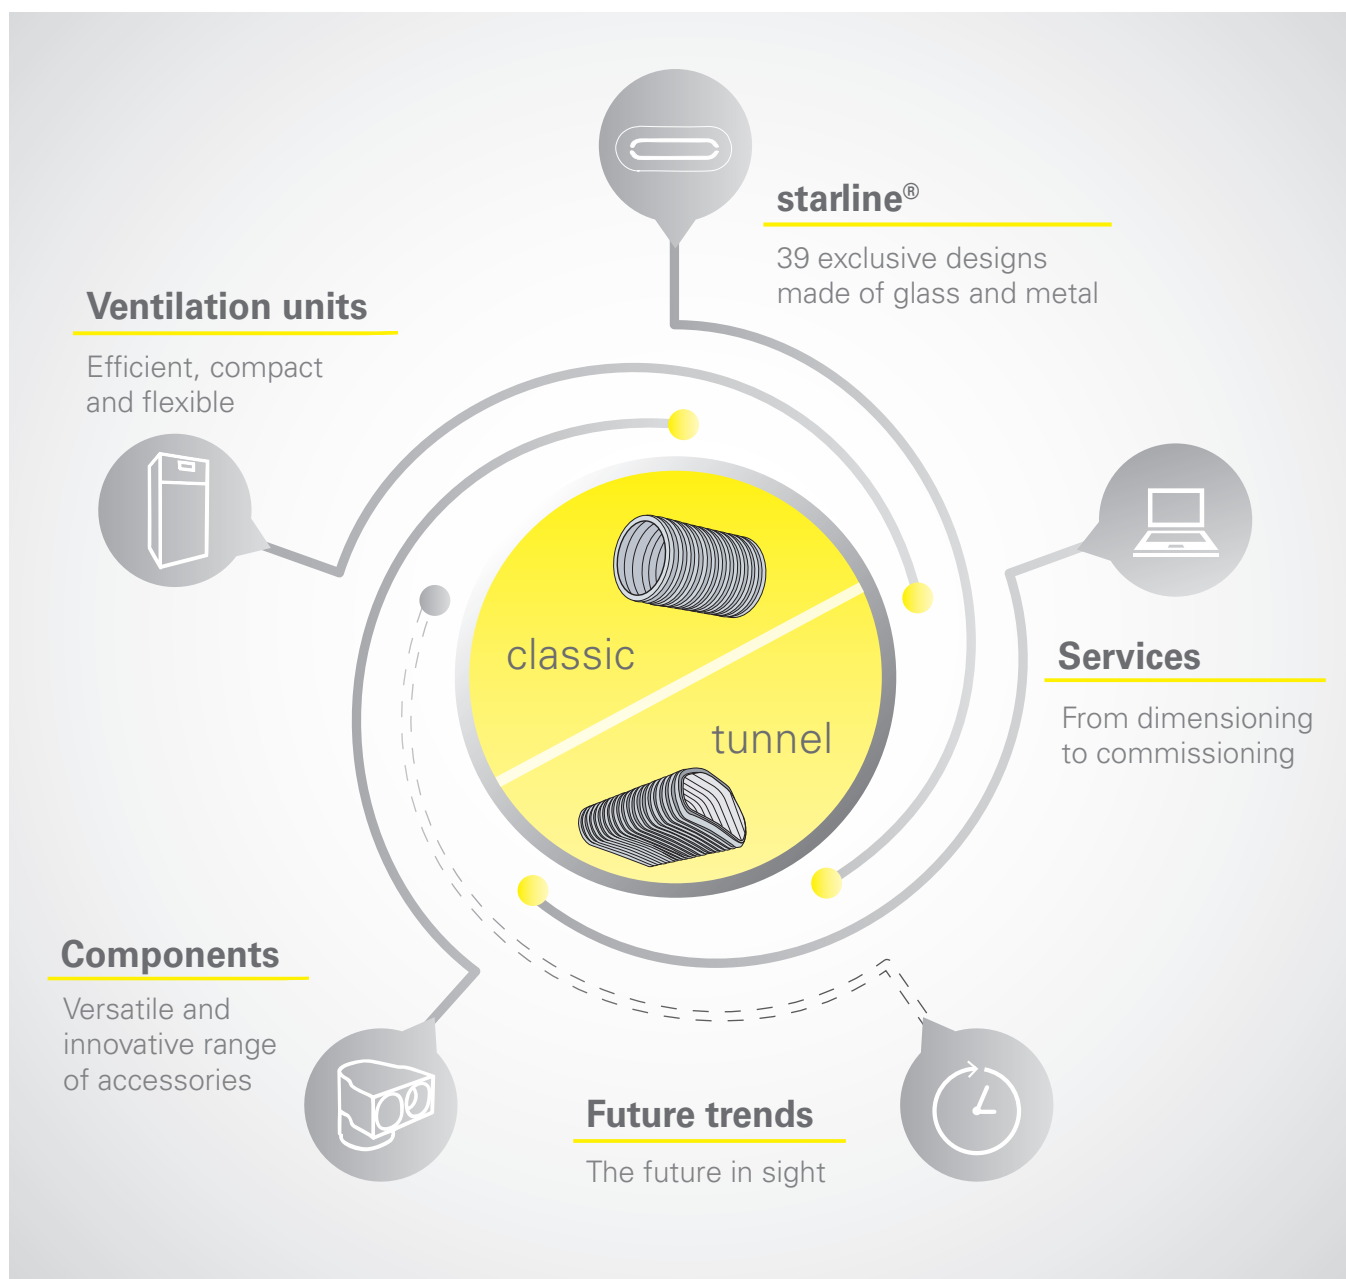 starline®
39 exclusive designs
made of glass and metal
Ventilation units
Efficient, compact
and flexible
classic
tunnel
Services
From dimensioning
to commissioning
Components
Versatile and
innovative range
of accessories
Future trends
The future in sight